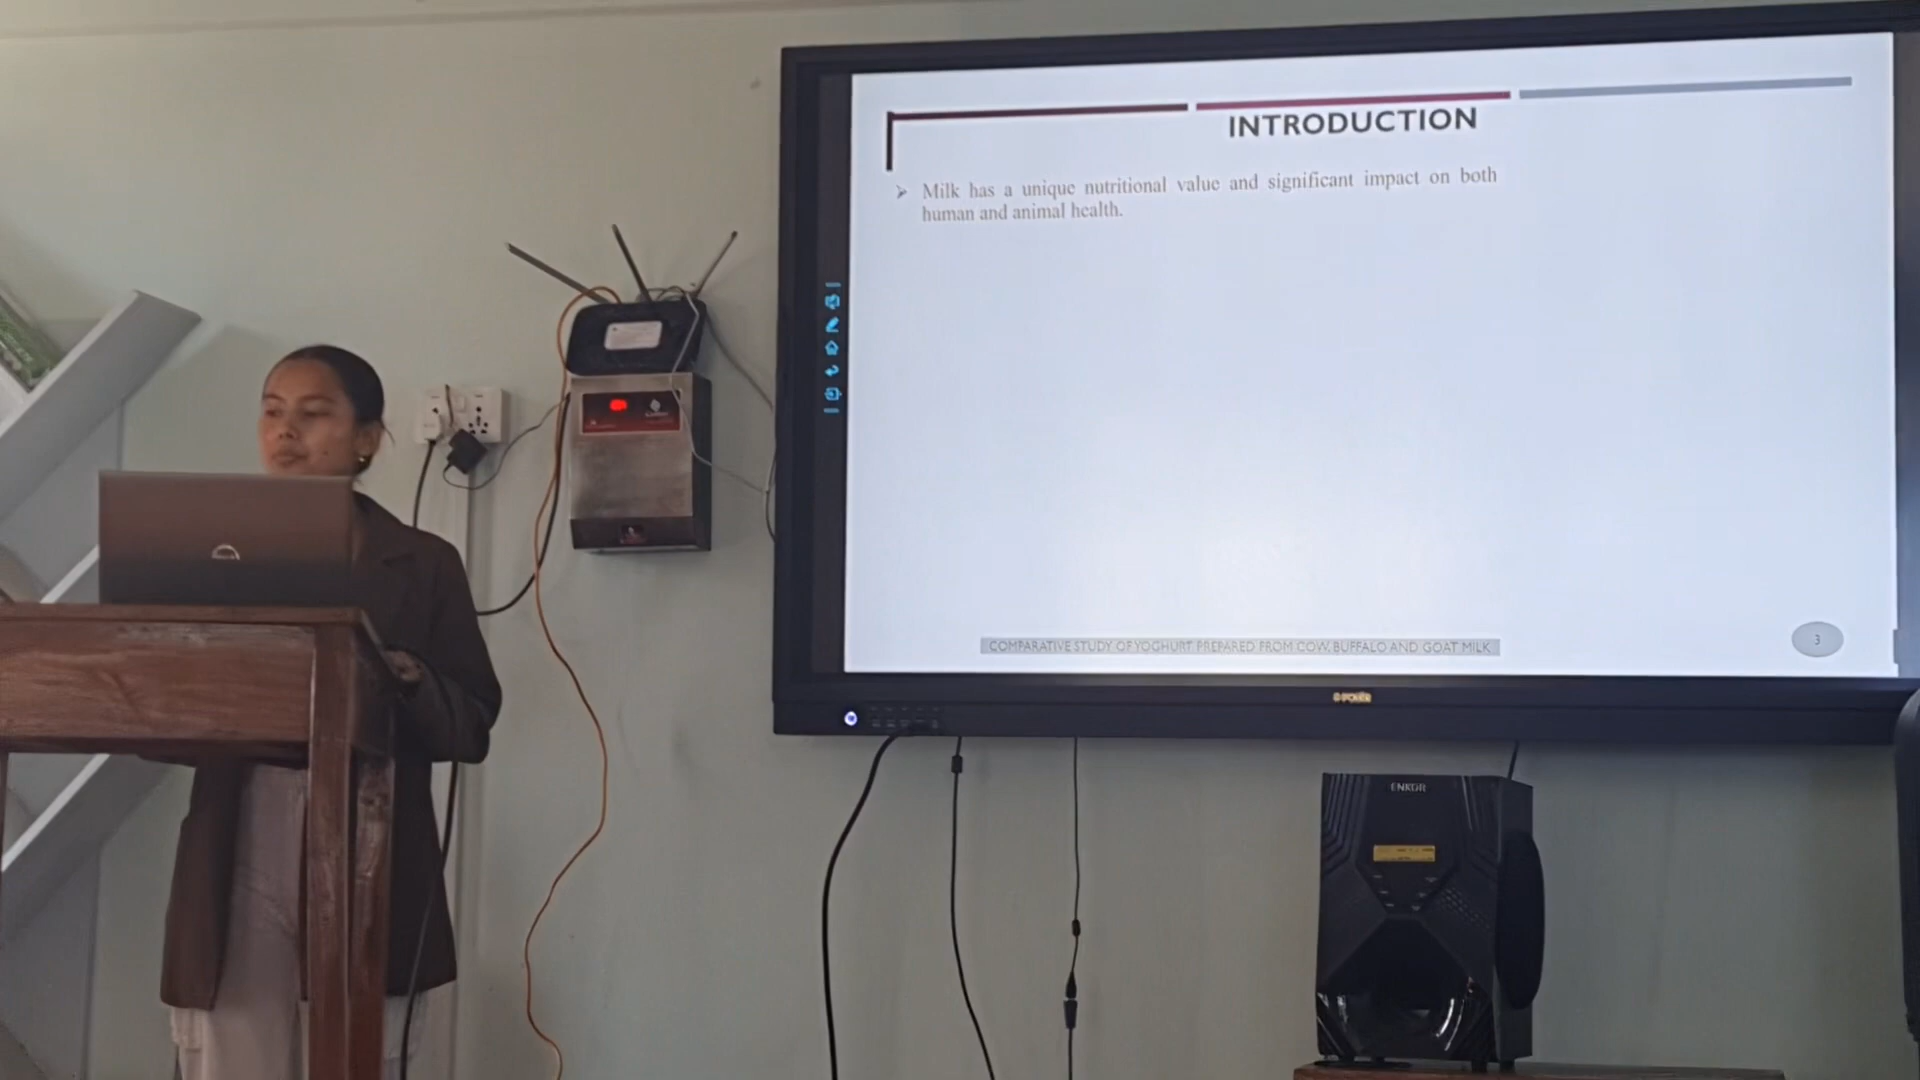 INTRODUCTION
➢ Milk has a unique nutritional value and significant impact on both
human and animal health.
COMPARATIVE STUDY OF YOGHURT PREPARED FROM COW, BUFFALO AND GOAT MILK
3
ENKOR